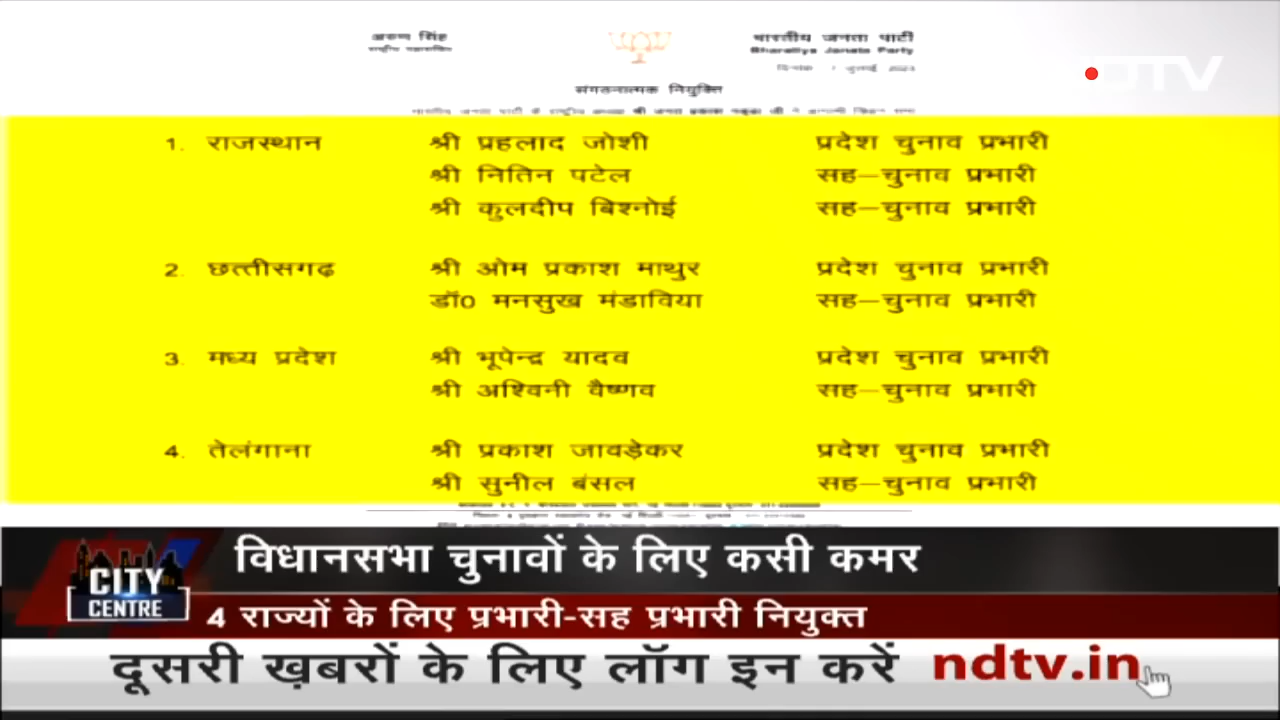 अरुण सिंह
भारतीय जनता पार्टी
Bharatiya Janata Party
NDTV
संगठनात्मक नियुक्ति
1. राजस्थान श्री प्रहलाद जोशी प्रदेश चुनाव प्रभारी
श्री नितिन पटेल सह–चुनाव प्रभारी
श्री कुलदीप बिश्नोई सह–चुनाव प्रभारी
2. छत्तीसगढ़ श्री ओम प्रकाश माथुर प्रदेश चुनाव प्रभारी
डॉ0 मनसुख मंडाविया सह–चुनाव प्रभारी
3. मध्य प्रदेश श्री भूपेन्द्र यादव प्रदेश चुनाव प्रभारी
श्री अश्विनी वैष्णव सह–चुनाव प्रभारी
4. तेलंगाना श्री प्रकाश जावड़ेकर प्रदेश चुनाव प्रभारी
श्री सुनील बंसल सह–चुनाव प्रभारी
CITY CENTRE
विधानसभा चुनावों के लिए कसी कमर
4 राज्यों के लिए प्रभारी-सह प्रभारी नियुक्त
दूसरी ख़बरों के लिए लॉग इन करें ndtv.in